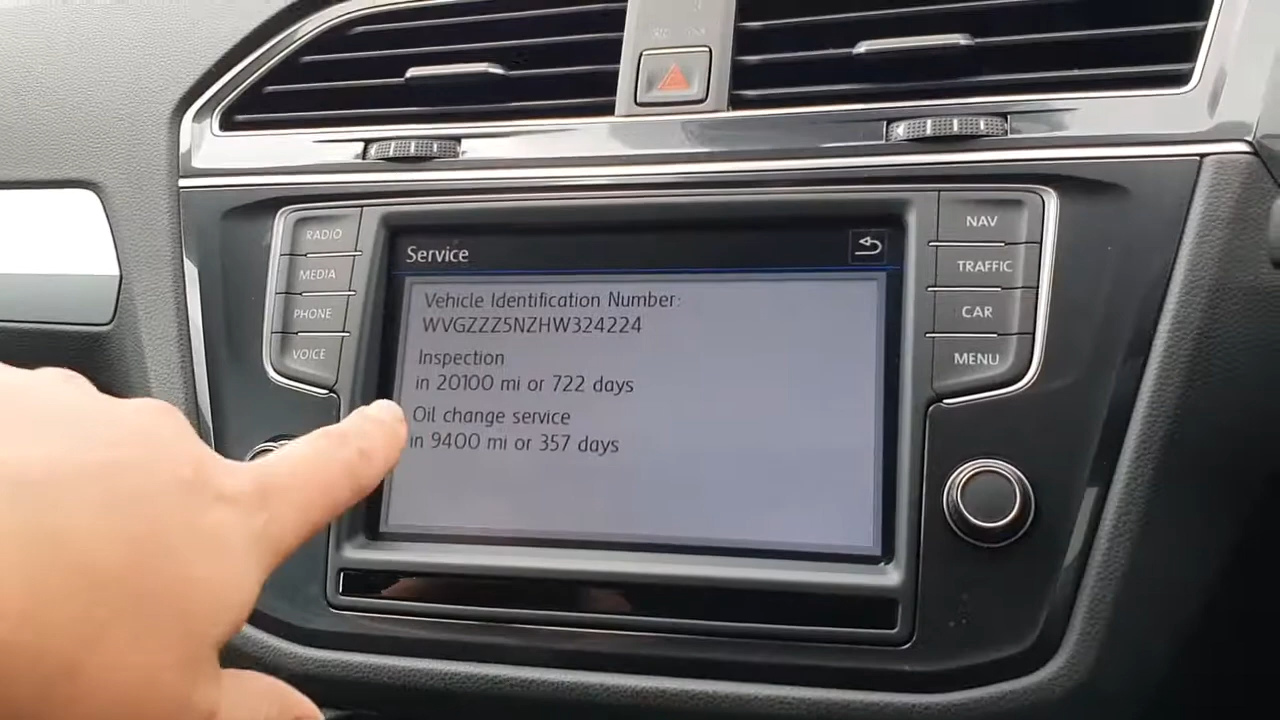 RADIO
MEDIA
PHONE
VOICE
Service
Vehicle Identification Number:
WVGZZZ5NZHW324224
Inspection
in 20100 mi or 722 days
Oil change service
in 9400 mi or 357 days
NAV
TRAFFIC
CAR
MENU